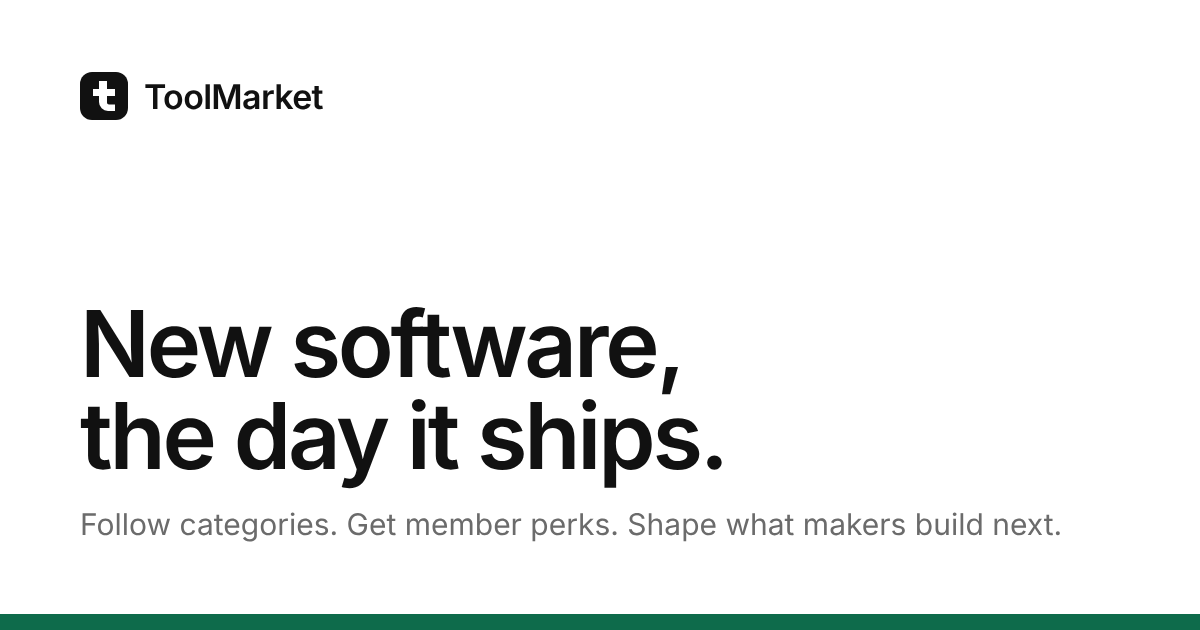 t ToolMarket
New software,
the day it ships.
Follow categories. Get member perks. Shape what makers build next.